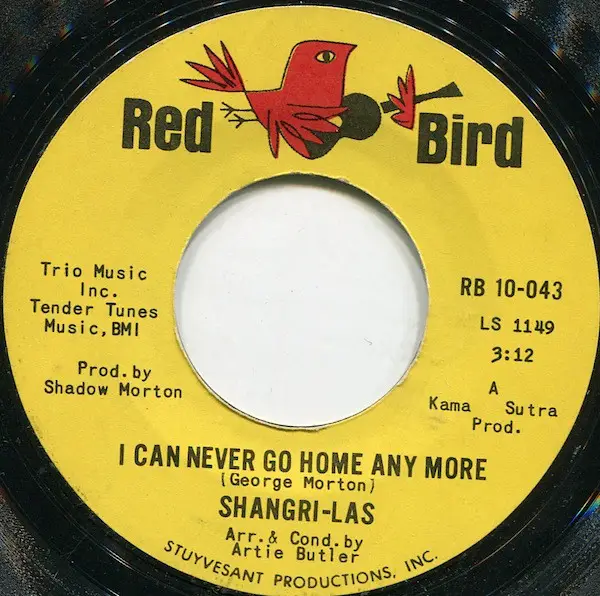 Red Bird
Trio Music
Inc.
Tender Tunes
Music,BMI
Prod.by
Shadow Morton
RB 10-043
LS 1149
3:12
A
Kama Sutra
Prod.
I CAN NEVER GO HOME ANY MORE
(George Morton)
SHANGRI-LAS
Arr.& Cond.by
Artie Butler
STUYVESANT PRODUCTIONS, INC.